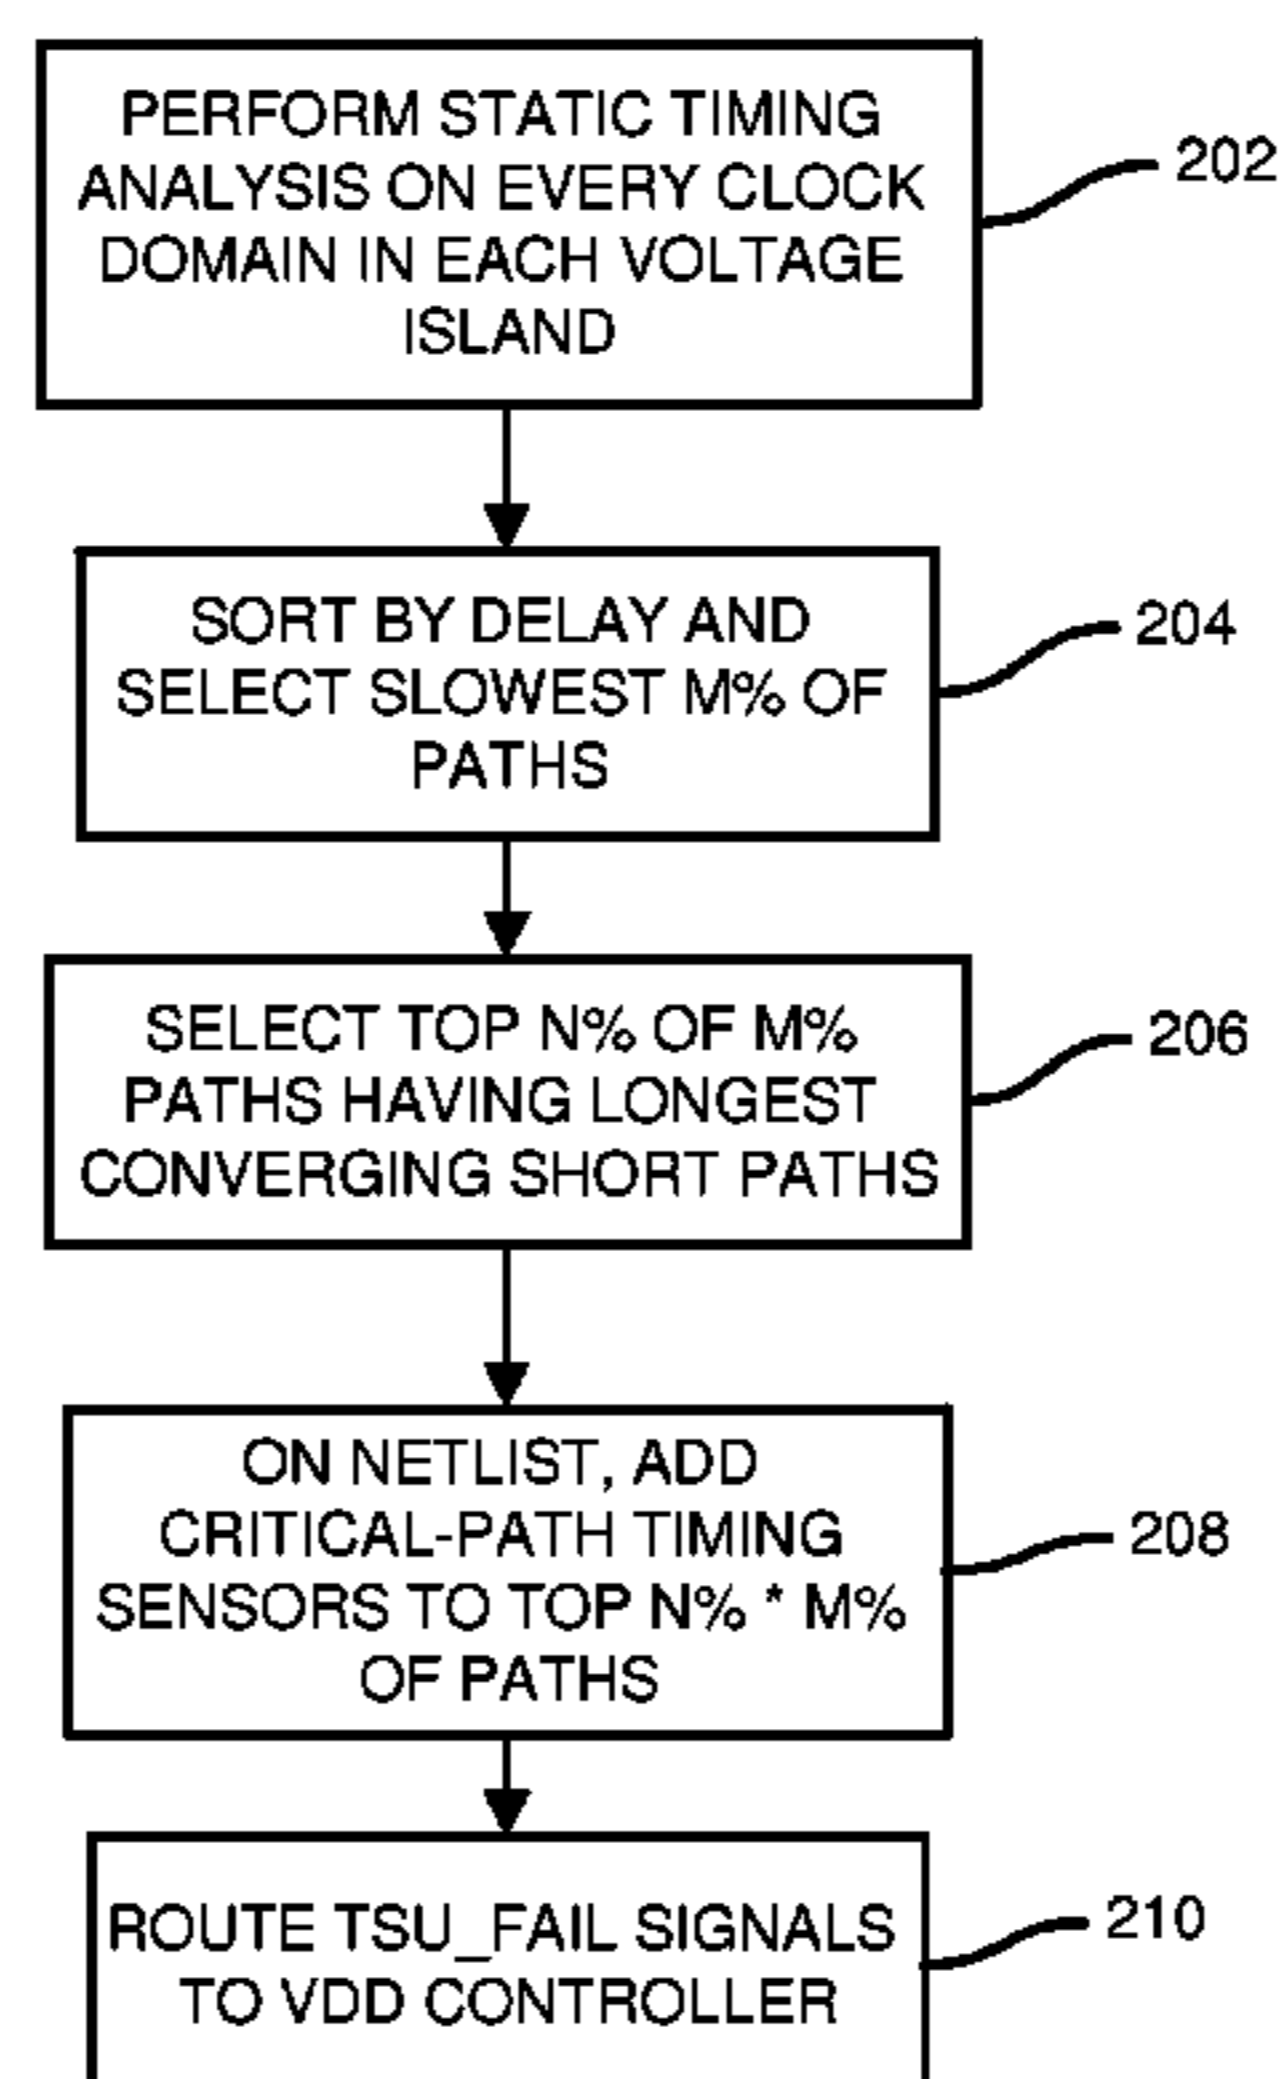 PERFORM STATIC TIMING
ANALYSIS ON EVERY CLOCK
DOMAIN IN EACH VOLTAGE
ISLAND
202
SORT BY DELAY AND
SELECT SLOWEST M% OF
PATHS
204
SELECT TOP N% OF M%
PATHS HAVING LONGEST
CONVERGING SHORT PATHS
206
ON NETLIST, ADD
CRITICAL-PATH TIMING
SENSORS TO TOP N% * M%
OF PATHS
208
ROUTE TSU_FAIL SIGNALS
TO VDD CONTROLLER
210